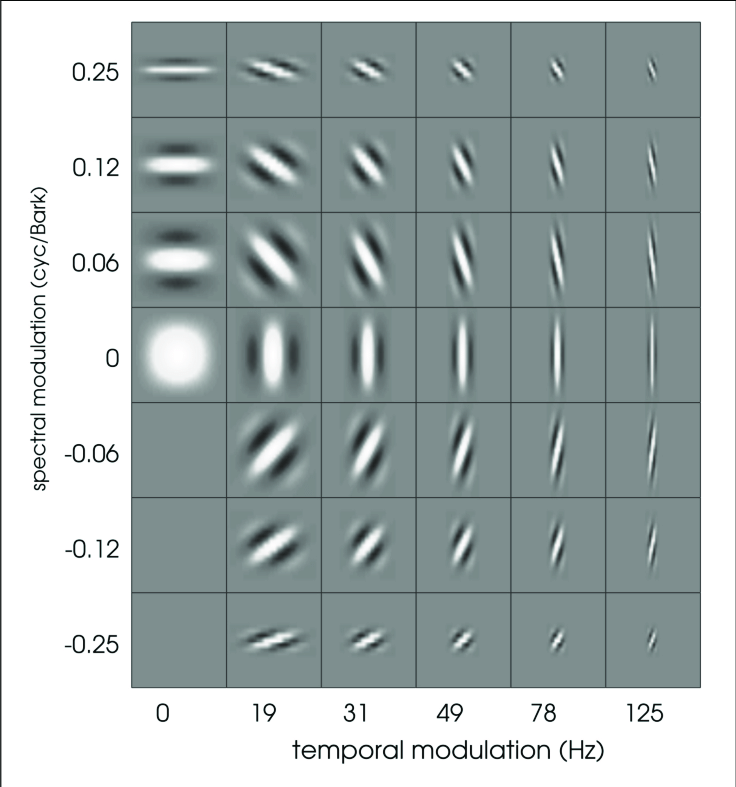 spectral modulation (cyc/Bark)
0.25
0.12
0.06
0
-0.06
-0.12
-0.25
0 19 31 49 78 125
temporal modulation (Hz)